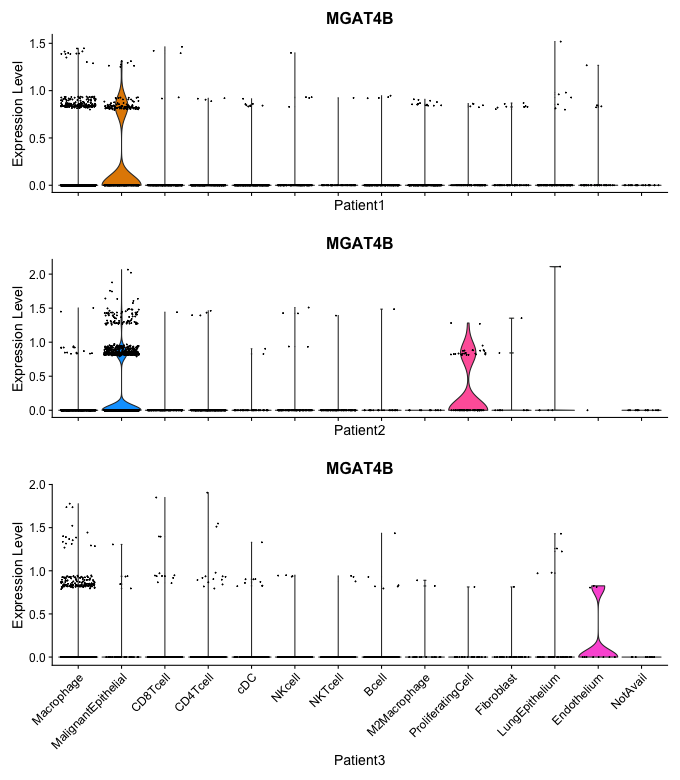 MGAT4B
Expression Level
1.5
1.0
0.5
0.0
Patient1
MGAT4B
Expression Level
2.0
1.5
1.0
0.5
0.0
Patient2
MGAT4B
Expression Level
2.0
1.5
1.0
0.5
0.0
Macrophage
MalignantEpithelial
CD8Tcell
CD4Tcell
cDC
NKcell
NKTcell
Bcell
M2Macrophage
ProliferatingCell
Fibroblast
LungEpithelium
Endothelium
NotAvail
Patient3